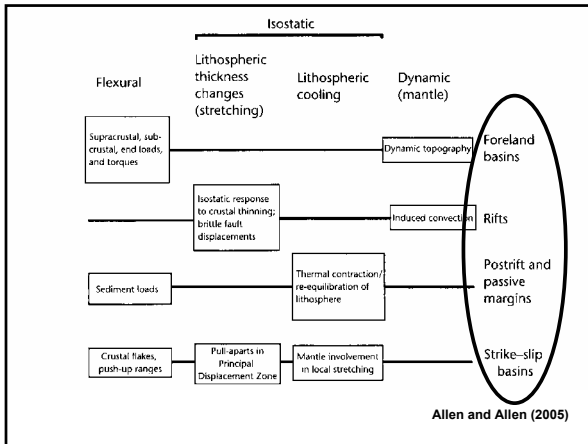 Isostatic
Flexural
Lithospheric
thickness
changes
(stretching)
Lithospheric
cooling
Dynamic
(mantle)
Supracrustal, sub-
crustal, end loads,
and torques
Dynamic topography
Foreland
basins
Isostatic response
to crustal thinning;
brittle fault
displacements
Induced convection
Rifts
Sediment loads
Thermal contraction/
re-equilibration of
lithosphere
Postrift and
passive
margins
Crustal flakes,
push-up ranges
Pull-aparts in
Principal
Displacement Zone
Mantle involvement
in local stretching
Strike–slip
basins
Allen and Allen (2005)